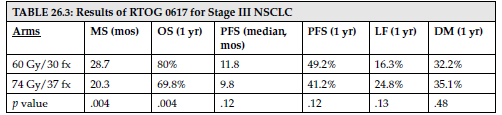 TABLE 26.3: Results of RTOG 0617 for Stage III NSCLC
Arms MS (mos) OS (1 yr) PFS (median, mos) PFS (1 yr) LF (1 yr) DM (1 yr)
60 Gy/30 fx 28.7 80% 11.8 49.2% 16.3% 32.2%
74 Gy/37 fx 20.3 69.8% 9.8 41.2% 24.8% 35.1%
p value .004 .004 .12 .12 .13 .48